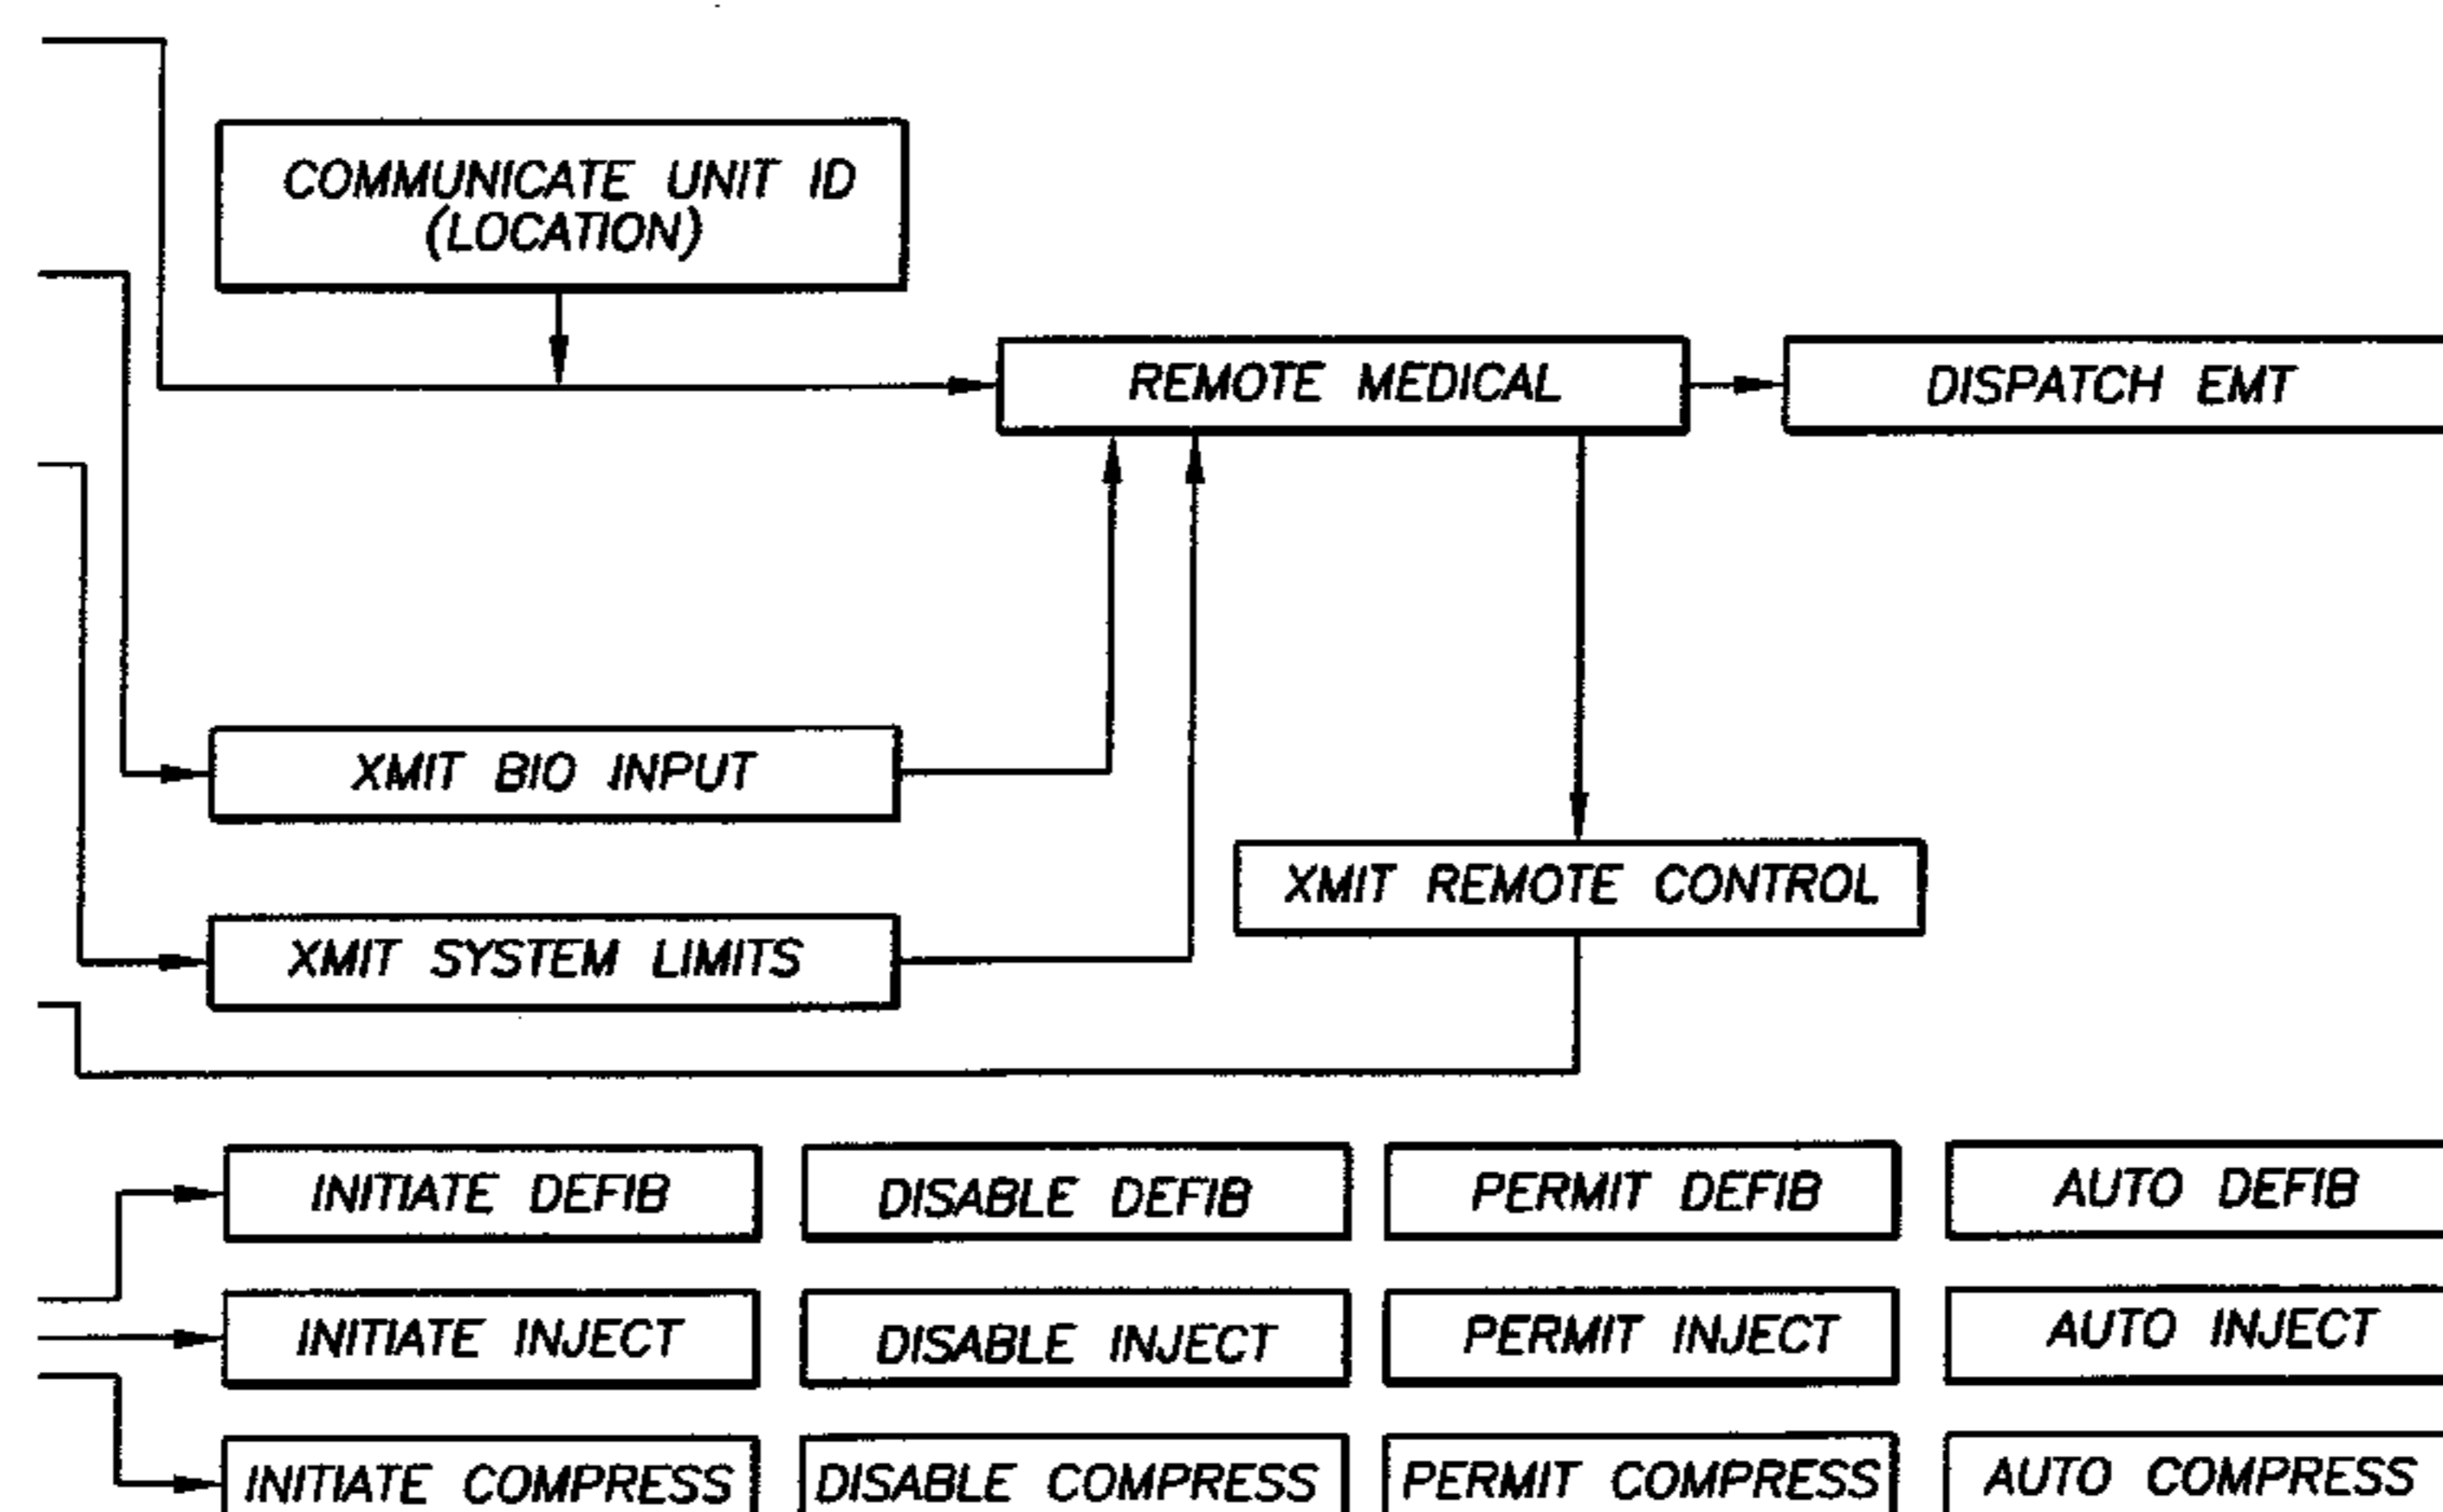 COMMUNICATE UNIT ID
(LOCATION)
REMOTE MEDICAL
DISPATCH EMT
XMIT BIO INPUT
XMIT REMOTE CONTROL
XMIT SYSTEM LIMITS
INITIATE DEFIB
DISABLE DEFIB
PERMIT DEFIB
AUTO DEFIB
INITIATE INJECT
DISABLE INJECT
PERMIT INJECT
AUTO INJECT
INITIATE COMPRESS
DISABLE COMPRESS
PERMIT COMPRESS
AUTO COMPRESS